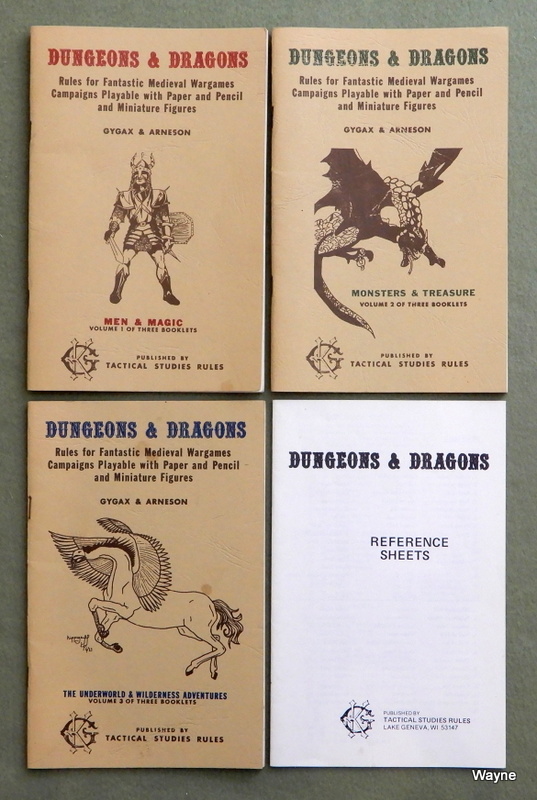 DUNGEONS & DRAGONS
Rules for Fantastic Medieval Wargames
Campaigns Playable with Paper and Pencil
and Miniature Figures
GYGAX & ARNESON
MEN & MAGIC
VOLUME 1 OF THREE BOOKLETS
PUBLISHED BY
TACTICAL STUDIES RULES
DUNGEONS & DRAGONS
Rules for Fantastic Medieval Wargames
Campaigns Playable with Paper and Pencil
and Miniature Figures
GYGAX & ARNESON
MONSTERS & TREASURE
VOLUME 2 OF THREE BOOKLETS
PUBLISHED BY
TACTICAL STUDIES RULES
DUNGEONS & DRAGONS
Rules for Fantastic Medieval Wargames
Campaigns Playable with Paper and Pencil
and Miniature Figures
GYGAX & ARNESON
THE UNDERWORLD & WILDERNESS ADVENTURES
VOLUME 3 OF THREE BOOKLETS
PUBLISHED BY
TACTICAL STUDIES RULES
DUNGEONS & DRAGONS
REFERENCE
SHEETS
PUBLISHED BY
TACTICAL STUDIES RULES
LAKE GENEVA, WI 53147
Wayne